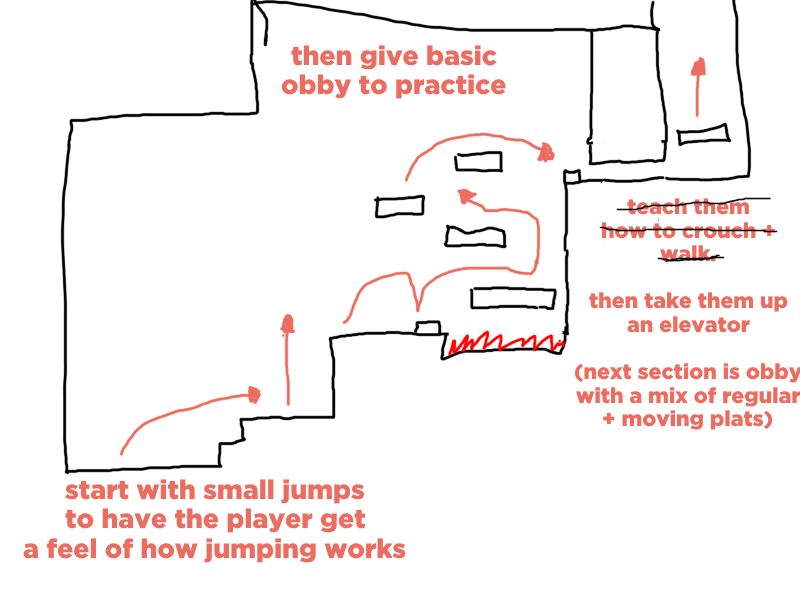 then give basic
obby to practice
teach them
how to crouch +
walk.
then take them up
an elevator
(next section is obby
with a mix of regular
+ moving plats)
start with small jumps
to have the player get
a feel of how jumping works